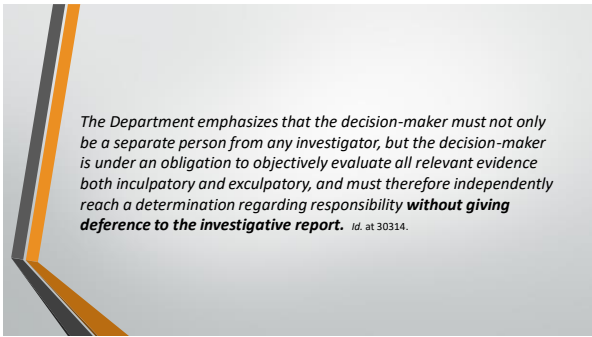 The Department emphasizes that the decision-maker must not only
be a separate person from any investigator, but the decision-maker
is under an obligation to objectively evaluate all relevant evidence
both inculpatory and exculpatory, and must therefore independently
reach a determination regarding responsibility without giving
deference to the investigative report. Id. at 30314.